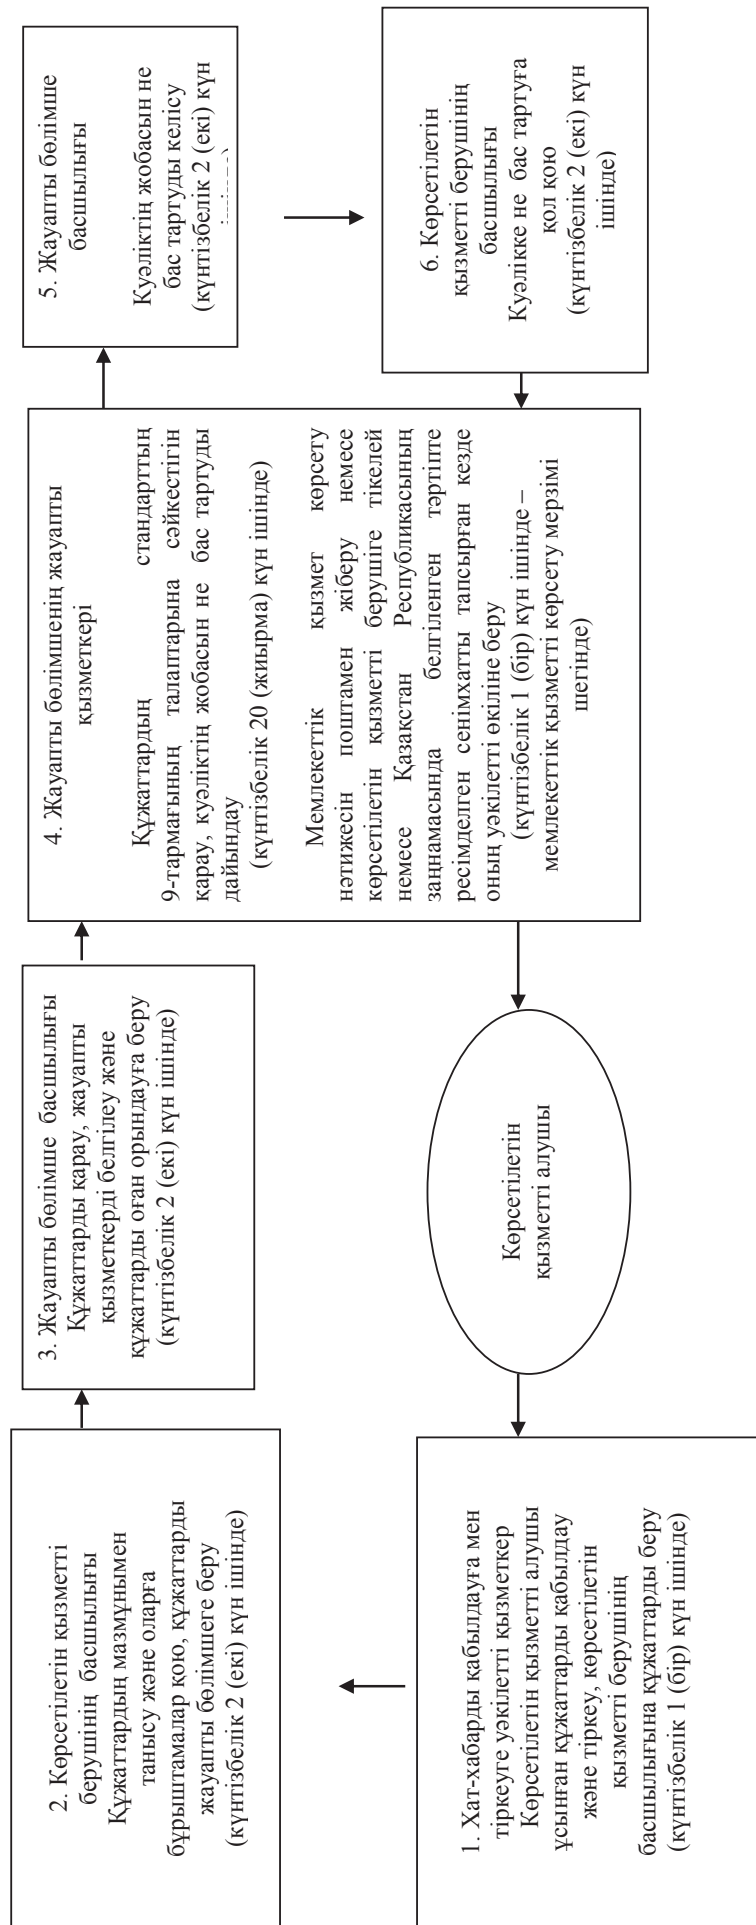 1. Хат-хабарды қабылдауға мен
тіркеуге уәкілетті қызметкер
Көрсетілетін қызметті алушы
ұсынған құжаттарды қабылдау
және тіркеу, көрсетілетін
қызметті берушінің
басшылығына құжаттарды беру
(күнтізбелік 1 (бір) күн ішінде)
2. Көрсетілетін қызметті
берушінің басшылығы
Құжаттардың мазмұнымен
танысу және оларға
бұрыштамалар қою, құжаттарды
жауапты бөлімшеге беру
(күнтізбелік 2 (екі) күн ішінде)
3. Жауапты бөлімше басшылығы
Құжаттарды қарау, жауапты
қызметкерді белгілеу және
құжаттарды оған орындауға беру
(күнтізбелік 2 (екі) күн ішінде)
4. Жауапты бөлімшенің жауапты
қызметкері
Құжаттардың стандарттың
9-тармағының талаптарына сәйкестігін
қарау, куәліктің жобасын не бас тартуды
дайындау
(күнтізбелік 20 (жиырма) күн ішінде)
Мемлекеттік қызмет көрсету
нәтижесін поштамен жіберу немесе
көрсетілетін қызметті берушіге тікелей
немесе Қазақстан Республикасының
заңнамасында белгіленген тәртіпте
ресімделген сенімхатты тапсырған кезде
оның уәкілетті өкіліне беру
(күнтізбелік 1 (бір) күн ішінде –
мемлекеттік қызметті көрсету мерзімі
шегінде)
5. Жауапты бөлімше
басшылығы
Куәліктің жобасын не
бас тартуды келісу
(күнтізбелік 2 (екі) күн
6. Көрсетілетін
қызметті берушінің
басшылығы
Куәлікке не бас тартуға
қол қою
(күнтізбелік 2 (екі) күн
ішінде)
Көрсетілетін
қызметті алушы